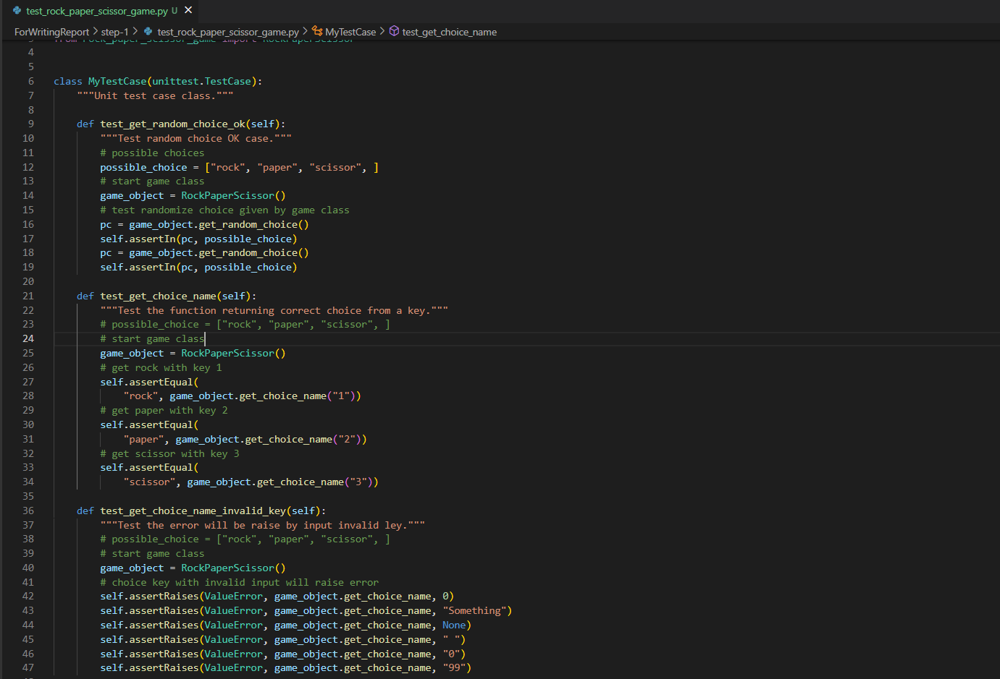 test_rock_paper_scissor_game.py U ×
ForWritingReport > step-1 > test_rock_paper_scissor_game.py > MyTestCase > test_get_choice_name
3 from rock_paper_scissor_game import RockPaperScissor
4
5
6 class MyTestCase(unittest.TestCase):
7     """Unit test case class."""
8
9     def test_get_random_choice_ok(self):
10         """Test random choice OK case."""
11         # possible choices
12         possible_choice = ["rock", "paper", "scissor", ]
13         # start game class
14         game_object = RockPaperScissor()
15         # test randomize choice given by game class
16         pc = game_object.get_random_choice()
17         self.assertIn(pc, possible_choice)
18         pc = game_object.get_random_choice()
19         self.assertIn(pc, possible_choice)
20
21     def test_get_choice_name(self):
22         """Test the function returning correct choice from a key."""
23         # possible_choice = ["rock", "paper", "scissor", ]
24         # start game class
25         game_object = RockPaperScissor()
26         # get rock with key 1
27         self.assertEqual(
28             "rock", game_object.get_choice_name("1"))
29         # get paper with key 2
30         self.assertEqual(
31             "paper", game_object.get_choice_name("2"))
32         # get scissor with key 3
33         self.assertEqual(
34             "scissor", game_object.get_choice_name("3"))
35
36     def test_get_choice_name_invalid_key(self):
37         """Test the error will be raise by input invalid ley."""
38         # possible_choice = ["rock", "paper", "scissor", ]
39         # start game class
40         game_object = RockPaperScissor()
41         # choice key with invalid input will raise error
42         self.assertRaises(ValueError, game_object.get_choice_name, 0)
43         self.assertRaises(ValueError, game_object.get_choice_name, "Something")
44         self.assertRaises(ValueError, game_object.get_choice_name, None)
45         self.assertRaises(ValueError, game_object.get_choice_name, " ")
46         self.assertRaises(ValueError, game_object.get_choice_name, "0")
47         self.assertRaises(ValueError, game_object.get_choice_name, "99")